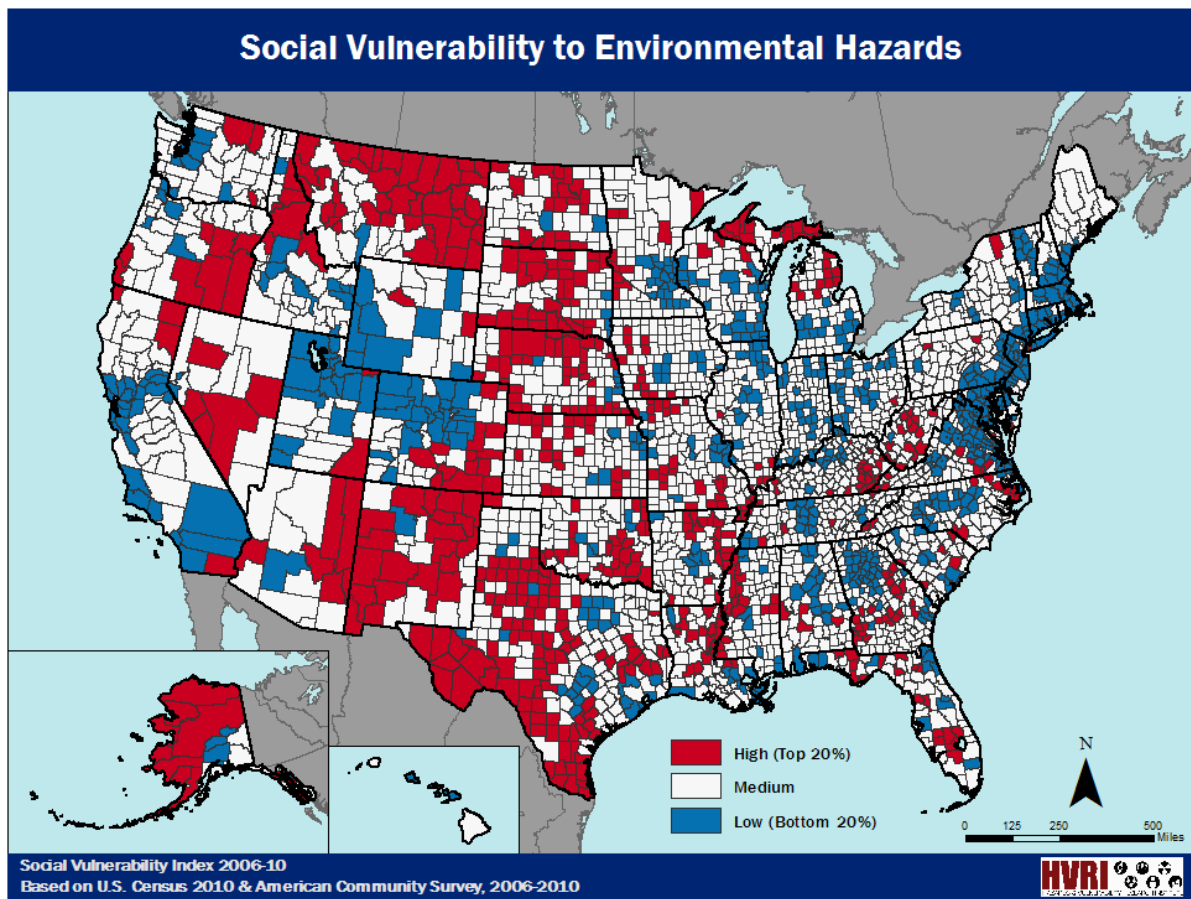 Social Vulnerability to Environmental Hazards
High (Top 20%)
Medium
Low (Bottom 20%)
N
0 125 250 500
Miles
Social Vulnerability Index 2006-10
Based on U.S. Census 2010 & American Community Survey, 2006-2010
HVRI